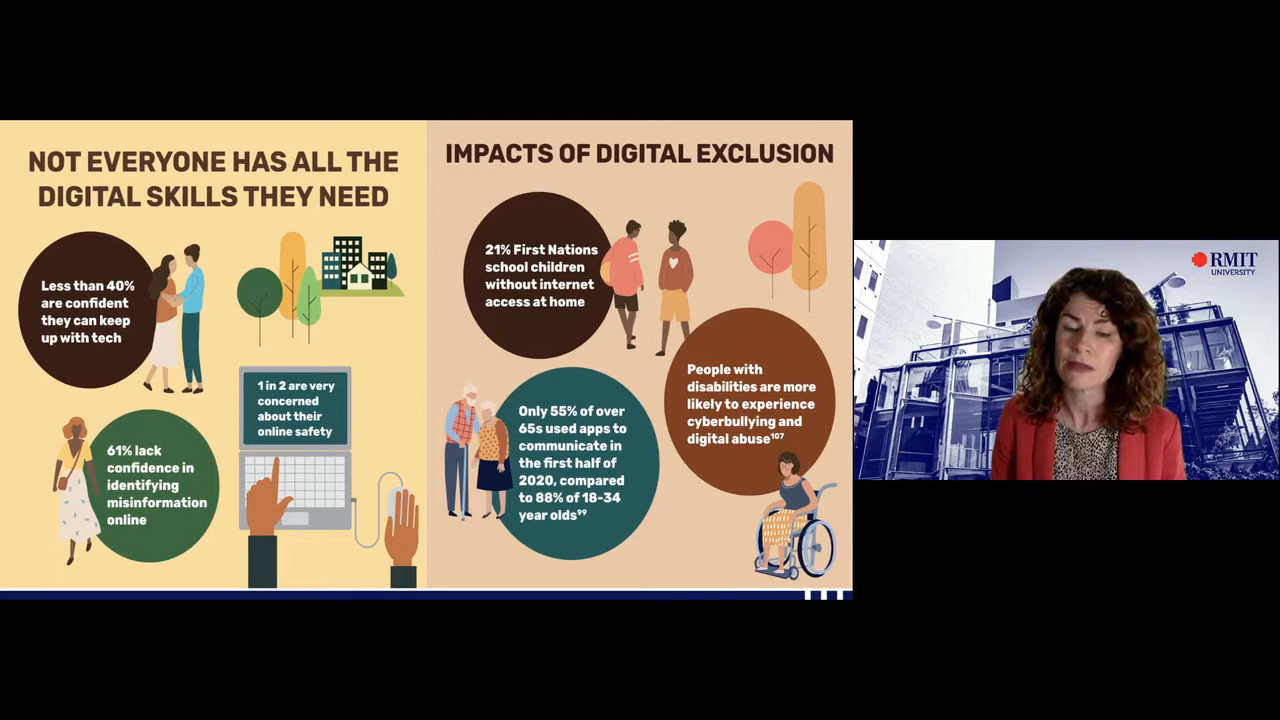 NOT EVERYONE HAS ALL THE
DIGITAL SKILLS THEY NEED
Less than 40%
are confident
they can keep
up with tech
1 in 2 are very
concerned
about their
online safety
61% lack
confidence in
identifying
misinformation
online
IMPACTS OF DIGITAL EXCLUSION
21% First Nations
school children
without internet
access at home
People with
disabilities are more
likely to experience
cyberbullying and
digital abuse¹⁰⁷
Only 55% of over
65s used apps to
communicate in
the first half of
2020, compared
to 88% of 18-34
year olds⁹⁹
RMIT
UNIVERSITY